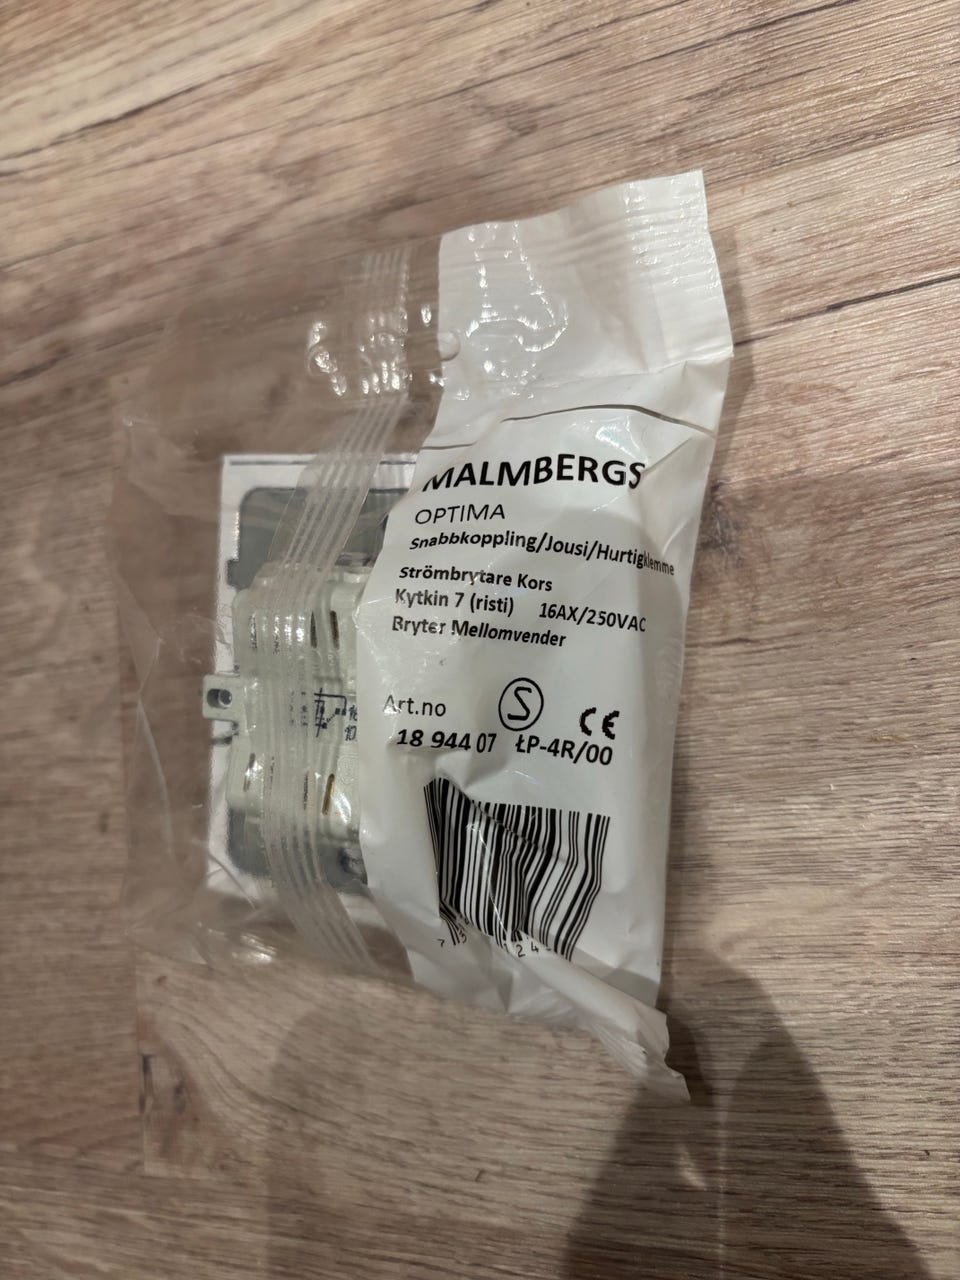 MALMBERGS
OPTIMA
Snabbkoppling/Jousi/Hurtigklemme
Strömbrytare Kors
Kytkin 7 (risti) 16AX/250VAC
Bryter Mellomvender
Art.no S CE
18 944 07 ŁP-4R/00